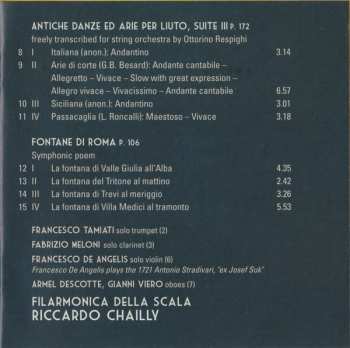 ANTICHE DANZE ED ARIE PER LIUTO, SUITE III P. 172
freely transcribed for string orchestra by Ottorino Respighi
8 I Italiana (anon.): Andantino 3.14
9 II Arie di corte (G.B. Besard): Andante cantabile –
Allegretto – Vivace – Slow with great expression –
Allegro vivace – Vivacissimo – Andante cantabile 6.57
10 III Siciliana (anon.): Andantino 3.01
11 IV Passacaglia (L. Roncalli): Maestoso – Vivace 3.18
FONTANE DI ROMA P. 106
Symphonic poem
12 I La fontana di Valle Giulia all'Alba 4.35
13 II La fontana del Tritone al mattino 2.42
14 III La fontana di Trevi al meriggio 3.26
15 IV La fontana di Villa Medici al tramonto 5.53
FRANCESCO TAMIATI solo trumpet (2)
FABRIZIO MELONI solo clarinet (3)
FRANCESCO DE ANGELIS solo violin (6)
Francesco De Angelis plays the 1721 Antonio Stradivari, "ex Josef Suk"
ARMEL DESCOTTE, GIANNI VIERO oboes (7)
FILARMONICA DELLA SCALA
RICCARDO CHAILLY